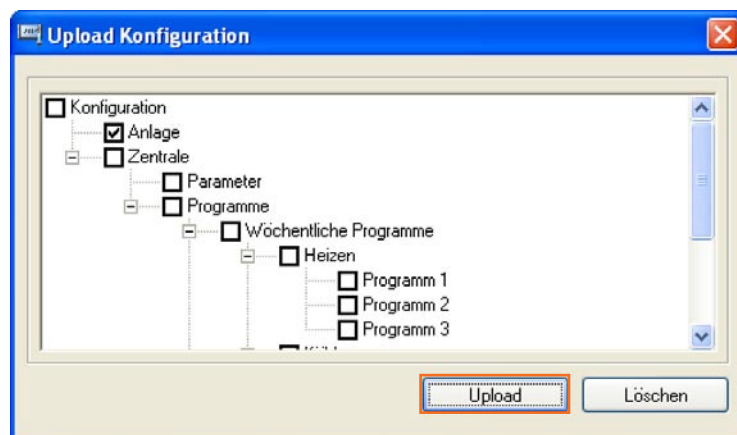 Upload Konfiguration
Konfiguration
Anlage
Zentrale
Parameter
Programme
Wöchentliche Programme
Heizen
Programm 1
Programm 2
Programm 3
Upload Löschen